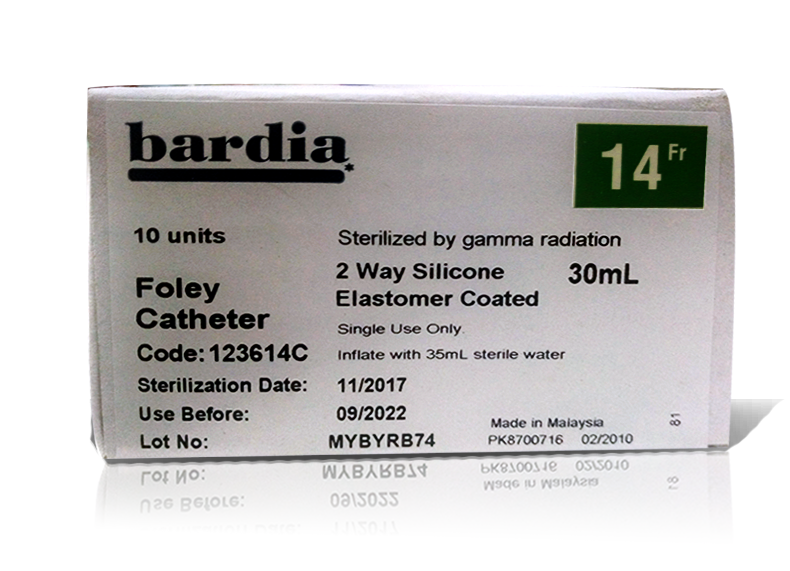 bardia
14 Fr
10 units
Sterilized by gamma radiation
2 Way Silicone 30mL
Elastomer Coated
Foley
Catheter
Single Use Only.
Code: 123614C
Inflate with 35mL sterile water
Sterilization Date: 11/2017
Use Before: 09/2022
Lot No: MYBYRB74
Made in Malaysia
PK8700716 02/2010
81